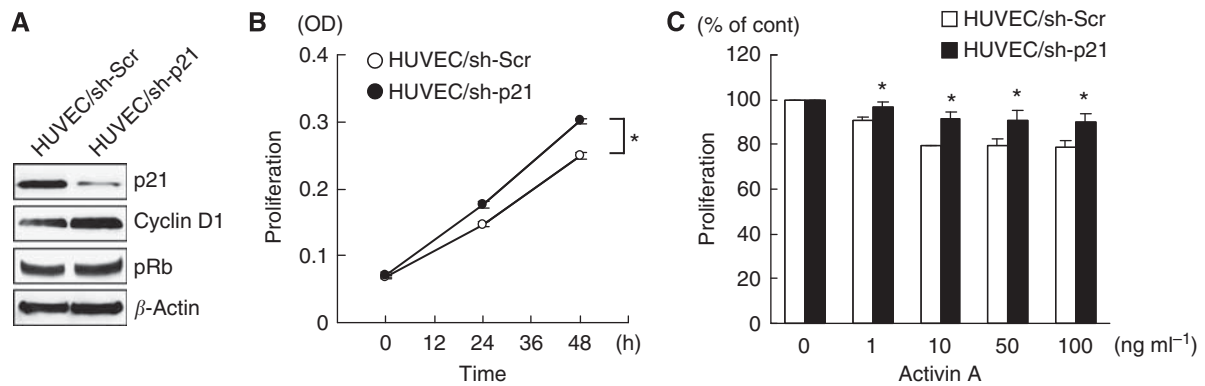 A
HUVEC/sh-Scr
HUVEC/sh-p21
p21
Cyclin D1
pRb
β-Actin
B
(OD)
0.4
0.3
0.2
0.1
0
Proliferation
HUVEC/sh-Scr
HUVEC/sh-p21
*
0 12 24 36 48 (h)
Time
C
(% of cont)
HUVEC/sh-Scr
HUVEC/sh-p21
120
100
80
60
40
20
0
Proliferation
* * * *
0 1 10 50 100 (ng ml⁻¹)
Activin A